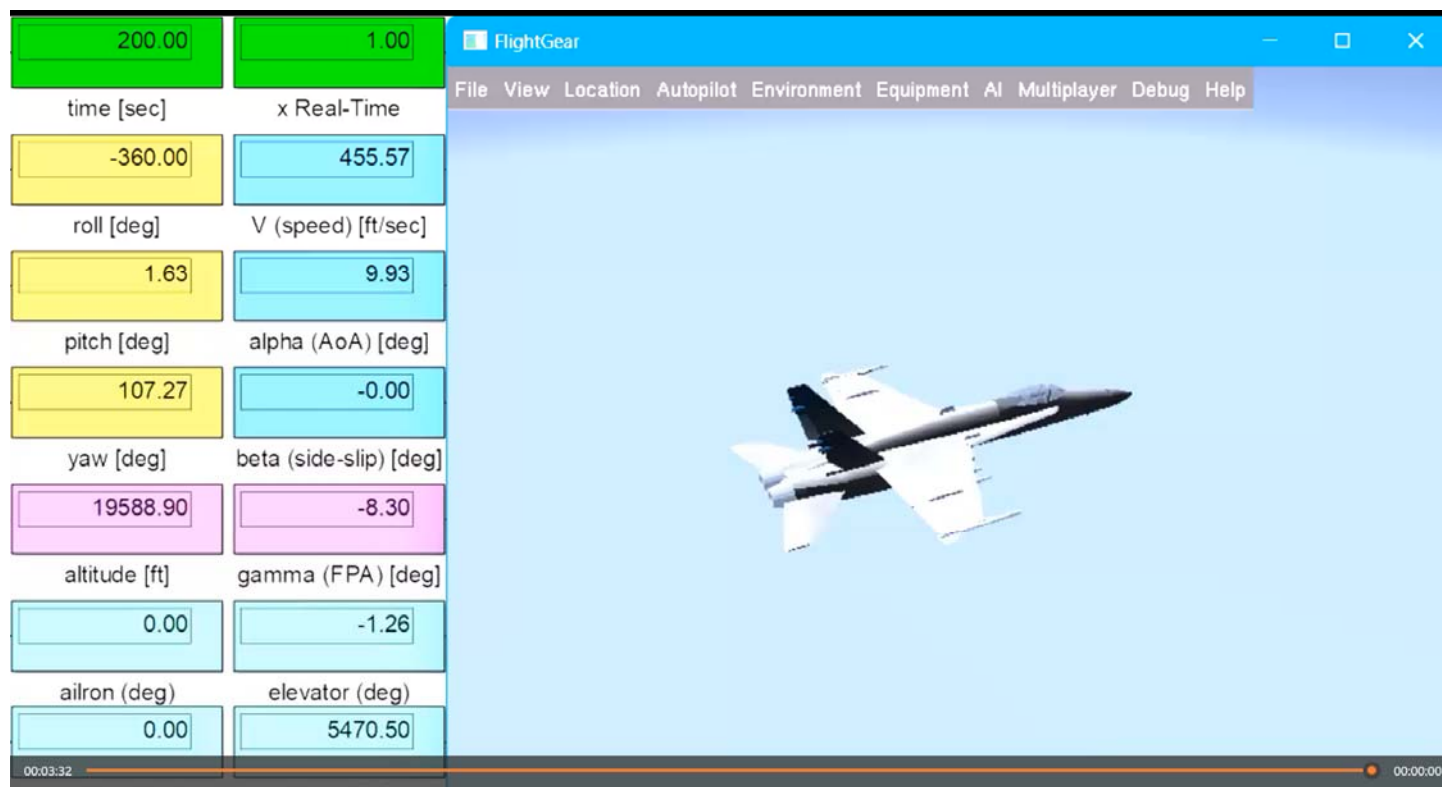 200.00 1.00
time [sec] x Real-Time
-360.00 455.57
roll [deg] V (speed) [ft/sec]
1.63 9.93
pitch [deg] alpha (AoA) [deg]
107.27 -0.00
yaw [deg] beta (side-slip) [deg]
19588.90 -8.30
altitude [ft] gamma (FPA) [deg]
0.00 -1.26
ailron (deg) elevator (deg)
0.00 5470.50
FlightGear
File View Location Autopilot Environment Equipment AI Multiplayer Debug Help
00:03:32 00:00:00